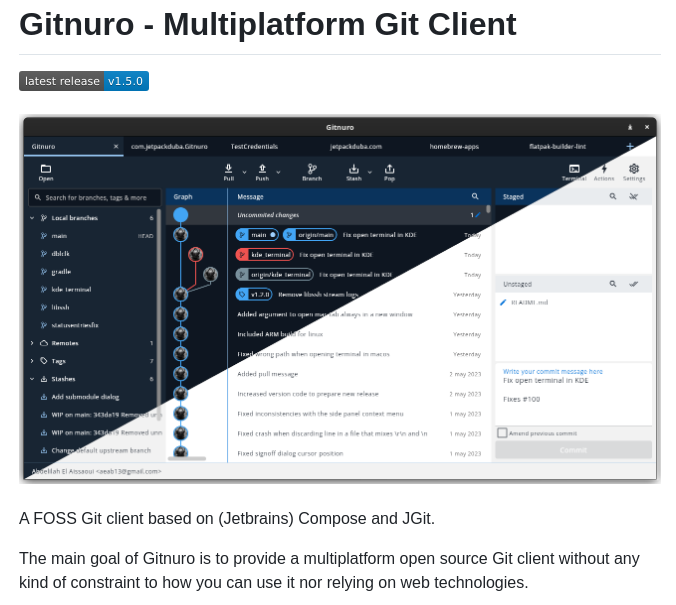 Gitnuro - Multiplatform Git Client
latest release v1.5.0
Gitnuro
Gitnuro × com.jetpackduba.Gitnuro TestCredentials jetpackduba.com homebrew-apps flatpak-builder-lint +
Open Pull Push Branch Stash Pop Terminal Actions Settings
Search for branches, tags & more
Local branches 6
main HEAD
dblclk
gradle
kde_terminal
libssh
Remotes 1
Tags 7
Stashes 6
Add submodule dialog
WIP on main: 343da19 Removed
WIP on main: 343da19 Removed
Change default upstream branch
Graph Message
Uncommited changes 1
main origin/main Fix open terminal in KDE Today
kde_terminal Fix open terminal in KDE Today
origin/kde_terminal Fix open terminal in KDE Today
v1.2.0 Remove libssh stream logs Yesterday
Added argument to open new tab always in a new window Yesterday
Included ARM build for linux Yesterday
Fixed wrong path when opening terminal in macos Yesterday
Added pull message 2 may 2023
Increased version code to prepare new release 2 may 2023
Fixed inconsistencies with the side panel context menu 1 may 2023
Fixed crash when discarding line in a file that mixes \r\n and \n 1 may 2023
Fixed signoff dialog cursor position 1 may 2023
Staged
Unstaged
README.md
Write your commit message here
Fix open terminal in KDE
Fixes #100
Amend previous commit
Commit
Abdelilah El Aissaoui <aeab13@gmail.com>
A FOSS Git client based on (Jetbrains) Compose and JGit.
The main goal of Gitnuro is to provide a multiplatform open source Git client without any
kind of constraint to how you can use it nor relying on web technologies.